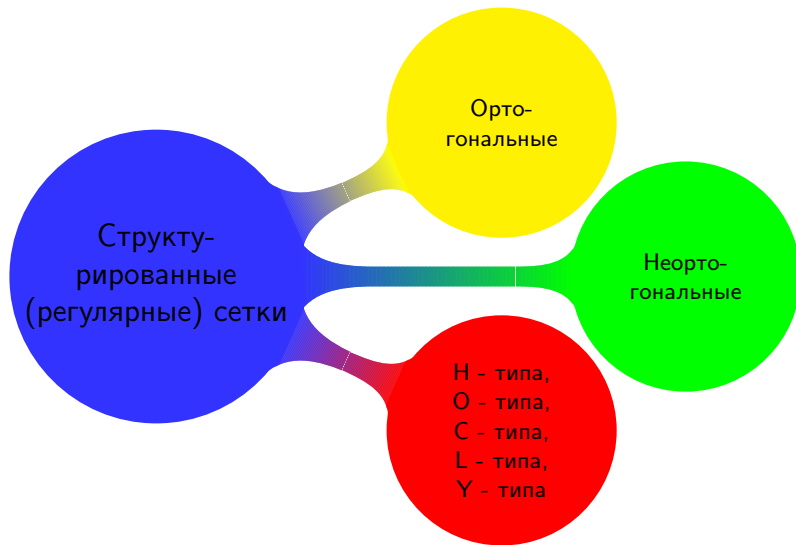 Структу-
рированные
(регулярные) сетки
Орто-
гональные
Неорто-
гональные
H - типа,
O - типа,
C - типа,
L - типа,
Y - типа